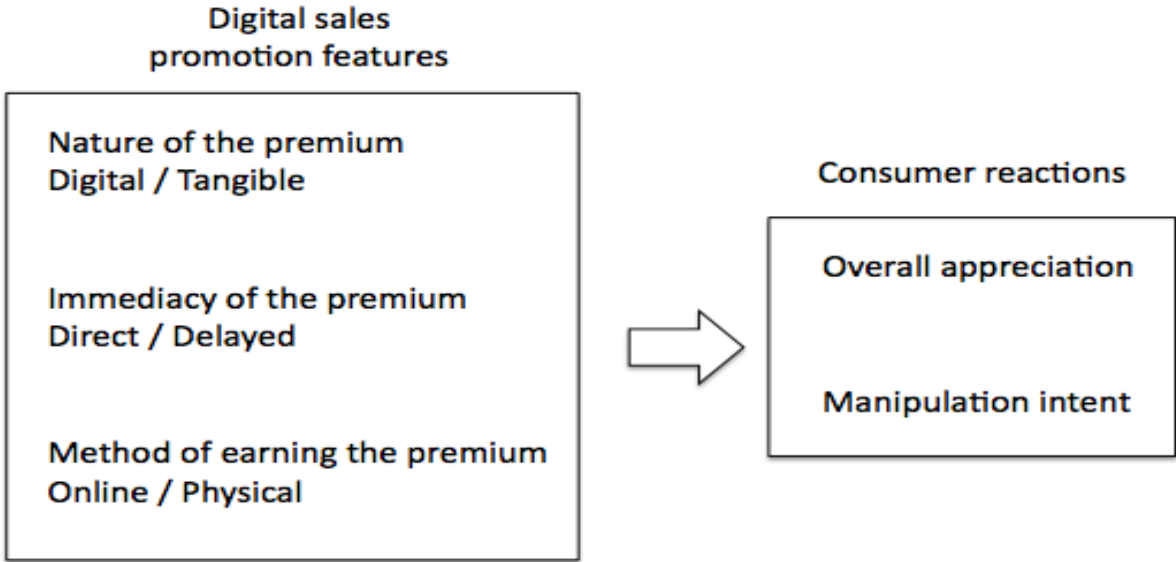 Digital sales
promotion features
Nature of the premium
Digital / Tangible
Immediacy of the premium
Direct / Delayed
Method of earning the premium
Online / Physical
Consumer reactions
Overall appreciation
Manipulation intent